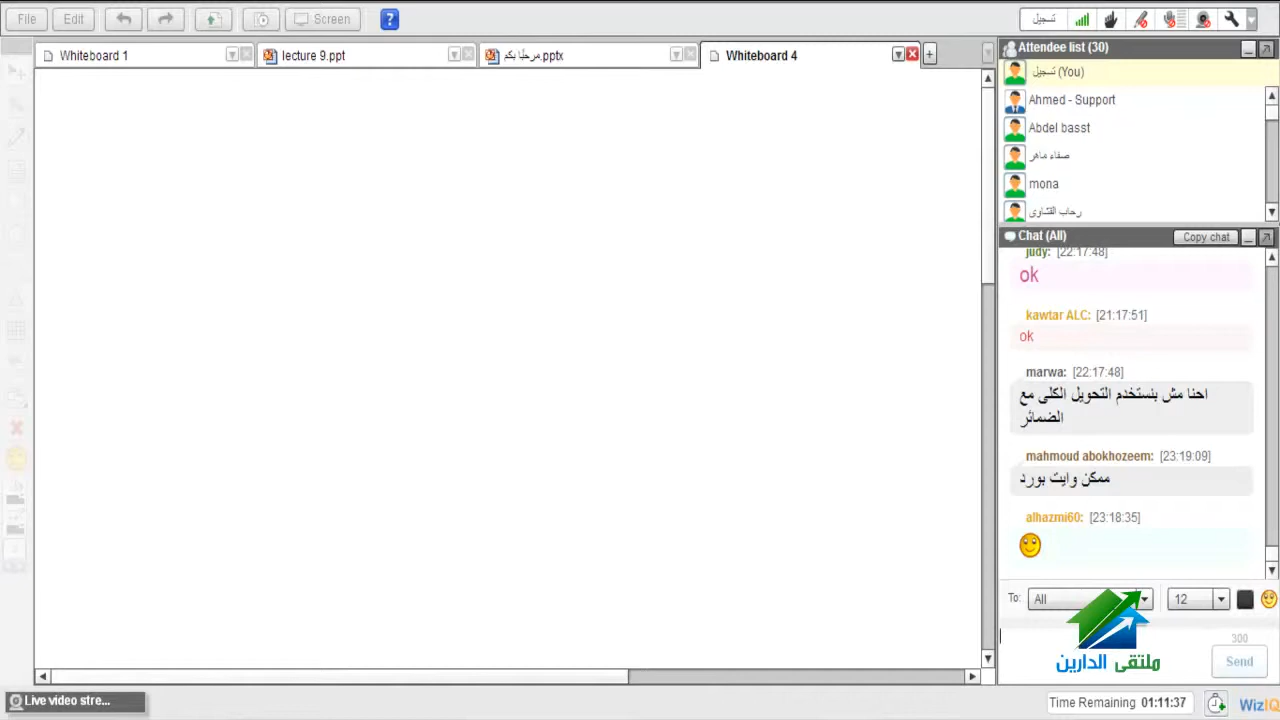 File Edit Screen ? تسجيل
Whiteboard 1 lecture 9.ppt مرحبًا بكم.pptx Whiteboard 4 +
Attendee list (30)
تسجيل (You)
Ahmed - Support
Abdel basst
صفاء ماهر
mona
رحاب القتناوى
Chat (All) Copy chat
judy: [22:17:48]
ok
kawtar ALC: [21:17:51]
ok
marwa: [22:17:48]
احنا مش بنستخدم التحويل الكلى مع
الضمائر
mahmoud abokhozeem: [23:19:09]
ممكن وايت بورد
alhazmi60: [23:18:35]
To: All 12
300
ملتقى الدارين
Send
Live video stre...
Time Remaining 01:11:37
WizIQ